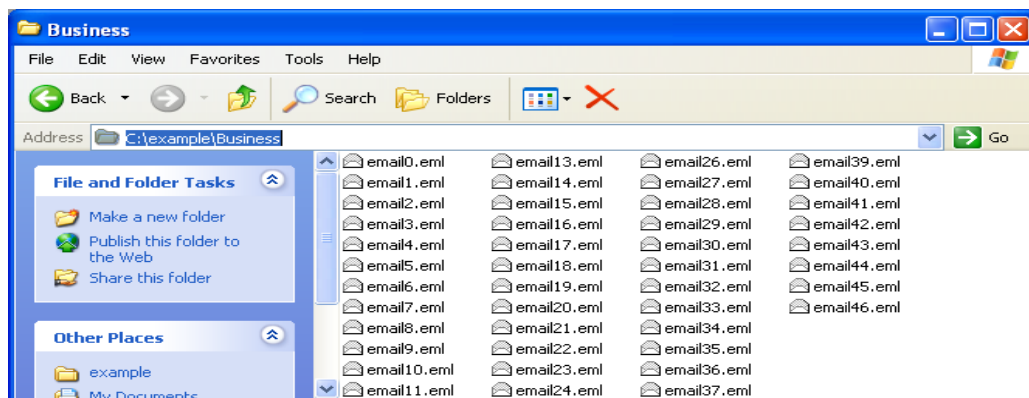 Business
File Edit View Favorites Tools Help
Back Search Folders
Address C:\example\Business Go
File and Folder Tasks
Make a new folder
Publish this folder to
the Web
Share this folder
Other Places
example
My Documents
email0.eml email13.eml email26.eml email39.eml
email1.eml email14.eml email27.eml email40.eml
email2.eml email15.eml email28.eml email41.eml
email3.eml email16.eml email29.eml email42.eml
email4.eml email17.eml email30.eml email43.eml
email5.eml email18.eml email31.eml email44.eml
email6.eml email19.eml email32.eml email45.eml
email7.eml email20.eml email33.eml email46.eml
email8.eml email21.eml email34.eml
email9.eml email22.eml email35.eml
email10.eml email23.eml email36.eml
email11.eml email24.eml email37.eml